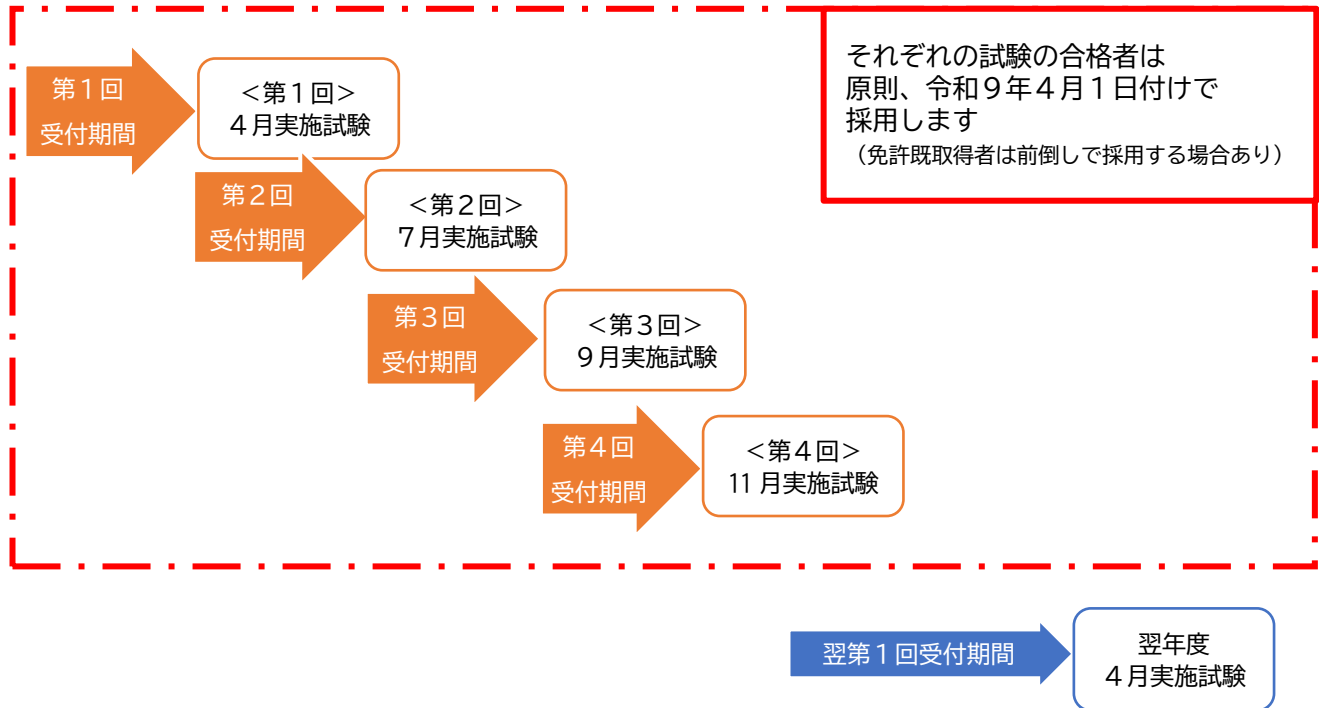 それぞれの試験の合格者は
原則、令和９年４月１日付けで
採用します
（免許既取得者は前倒しで採用する場合あり）
第１回
受付期間
＜第１回＞
４月実施試験
第２回
受付期間
＜第２回＞
７月実施試験
第３回
受付期間
＜第３回＞
９月実施試験
第４回
受付期間
＜第４回＞
11月実施試験
翌第１回受付期間
翌年度
４月実施試験